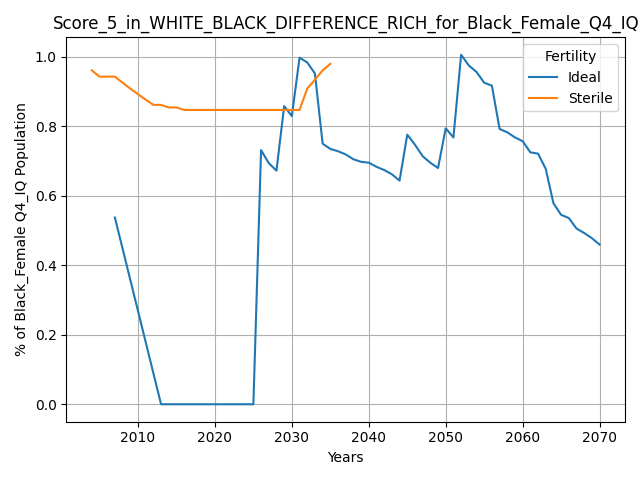 Score_5_in_WHITE_BLACK_DIFFERENCE_RICH_for_Black_Female_Q4_IQ
Fertility
Ideal
Sterile
% of Black_Female Q4_IQ Population
1.0
0.8
0.6
0.4
0.2
0.0
2010 2020 2030 2040 2050 2060 2070
Years